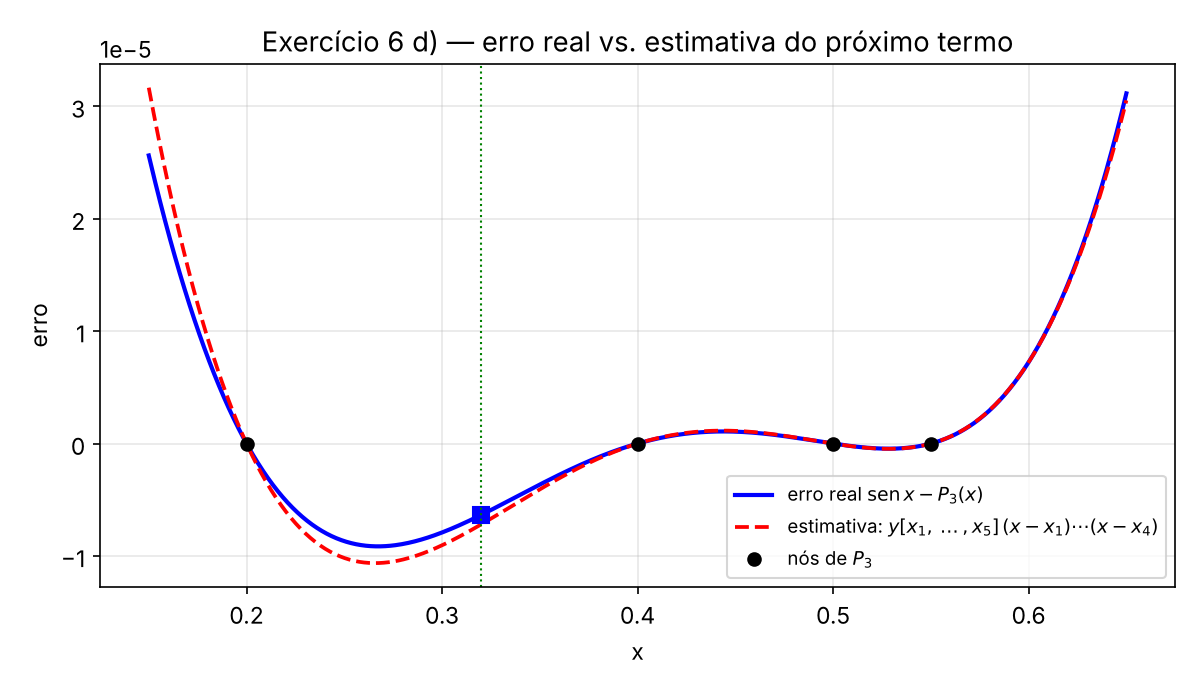 Exercício 6 d) — erro real vs. estimativa do próximo termo
1e−5
3
2
1
0
−1
erro
0.2 0.3 0.4 0.5 0.6
x
erro real sen x − P₃(x)
estimativa: y[x₁, … , x₅] (x − x₁)⋯(x − x₄)
nós de P₃